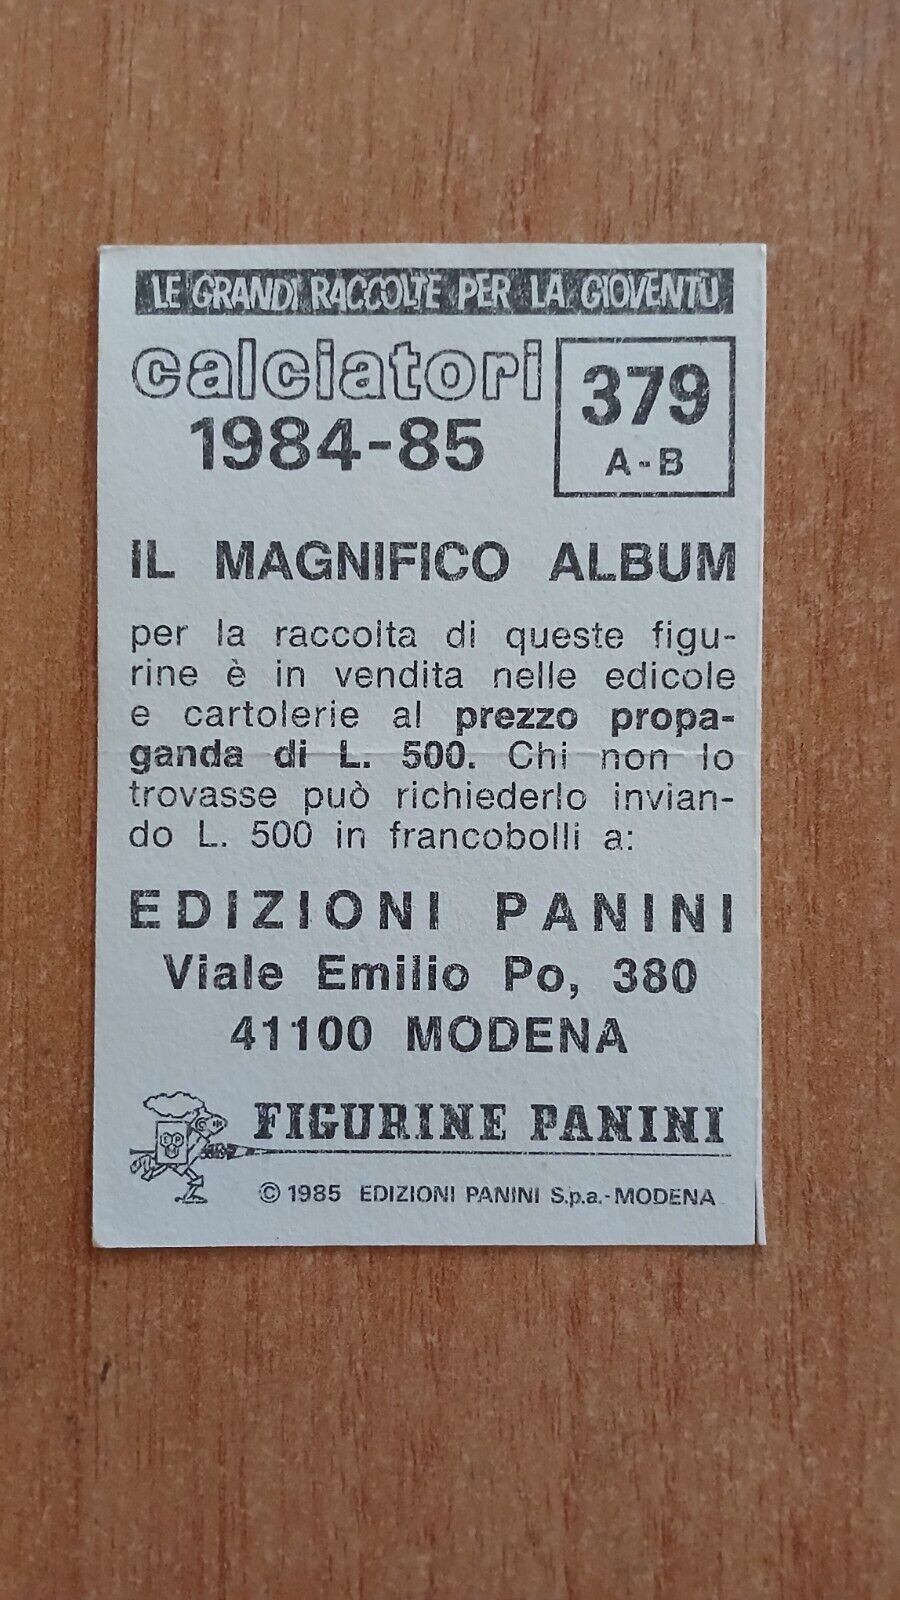 LE GRANDI RACCOLTE PER LA GIOVENTÙ
calciatori
1984-85
379
A-B
IL MAGNIFICO ALBUM
per la raccolta di queste figu-
rine è in vendita nelle edicole
e cartolerie al prezzo propa-
ganda di L. 500. Chi non lo
trovasse può richiederlo invian-
do L. 500 in francobolli a:
EDIZIONI PANINI
Viale Emilio Po, 380
41100 MODENA
FIGURINE PANINI
© 1985 EDIZIONI PANINI S.p.a.-MODENA